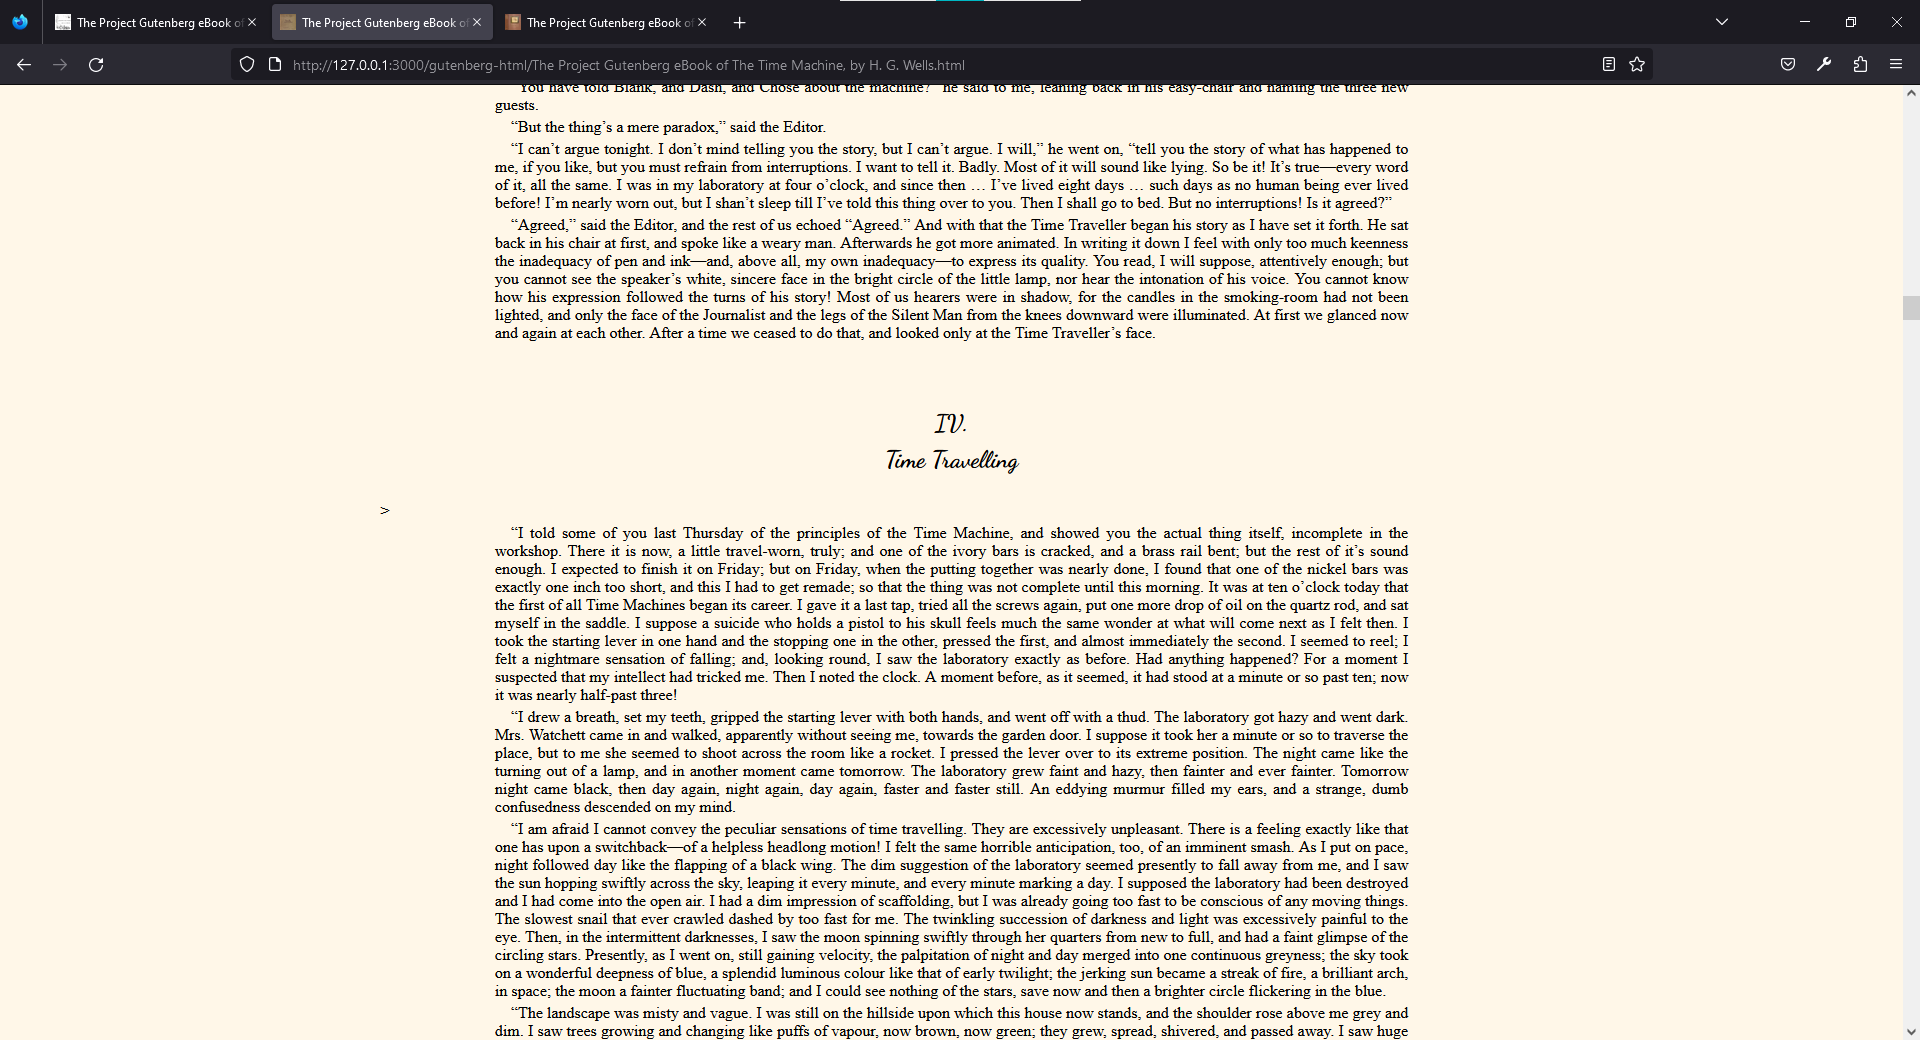 The Project Gutenberg eBook of
The Project Gutenberg eBook of
The Project Gutenberg eBook of
http://127.0.0.1:3000/gutenberg-html/The Project Gutenberg eBook of The Time Machine, by H. G. Wells.html
“You have told Blank, and Dash, and Chose about the machine?” he said to me, leaning back in his easy-chair and naming the three new
guests.
“But the thing’s a mere paradox,” said the Editor.
“I can’t argue tonight. I don’t mind telling you the story, but I can’t argue. I will,” he went on, “tell you the story of what has happened to
me, if you like, but you must refrain from interruptions. I want to tell it. Badly. Most of it will sound like lying. So be it! It’s true—every word
of it, all the same. I was in my laboratory at four o’clock, and since then … I’ve lived eight days … such days as no human being ever lived
before! I’m nearly worn out, but I shan’t sleep till I’ve told this thing over to you. Then I shall go to bed. But no interruptions! Is it agreed?”
“Agreed,” said the Editor, and the rest of us echoed “Agreed.” And with that the Time Traveller began his story as I have set it forth. He sat
back in his chair at first, and spoke like a weary man. Afterwards he got more animated. In writing it down I feel with only too much keenness
the inadequacy of pen and ink—and, above all, my own inadequacy—to express its quality. You read, I will suppose, attentively enough; but
you cannot see the speaker’s white, sincere face in the bright circle of the little lamp, nor hear the intonation of his voice. You cannot know
how his expression followed the turns of his story! Most of us hearers were in shadow, for the candles in the smoking-room had not been
lighted, and only the face of the Journalist and the legs of the Silent Man from the knees downward were illuminated. At first we glanced now
and again at each other. After a time we ceased to do that, and looked only at the Time Traveller’s face.
IV.
Time Travelling
>
“I told some of you last Thursday of the principles of the Time Machine, and showed you the actual thing itself, incomplete in the
workshop. There it is now, a little travel-worn, truly; and one of the ivory bars is cracked, and a brass rail bent; but the rest of it’s sound
enough. I expected to finish it on Friday; but on Friday, when the putting together was nearly done, I found that one of the nickel bars was
exactly one inch too short, and this I had to get remade; so that the thing was not complete until this morning. It was at ten o’clock today that
the first of all Time Machines began its career. I gave it a last tap, tried all the screws again, put one more drop of oil on the quartz rod, and sat
myself in the saddle. I suppose a suicide who holds a pistol to his skull feels much the same wonder at what will come next as I felt then. I
took the starting lever in one hand and the stopping one in the other, pressed the first, and almost immediately the second. I seemed to reel; I
felt a nightmare sensation of falling; and, looking round, I saw the laboratory exactly as before. Had anything happened? For a moment I
suspected that my intellect had tricked me. Then I noted the clock. A moment before, as it seemed, it had stood at a minute or so past ten; now
it was nearly half-past three!
“I drew a breath, set my teeth, gripped the starting lever with both hands, and went off with a thud. The laboratory got hazy and went dark.
Mrs. Watchett came in and walked, apparently without seeing me, towards the garden door. I suppose it took her a minute or so to traverse the
place, but to me she seemed to shoot across the room like a rocket. I pressed the lever over to its extreme position. The night came like the
turning out of a lamp, and in another moment came tomorrow. The laboratory grew faint and hazy, then fainter and ever fainter. Tomorrow
night came black, then day again, night again, day again, faster and faster still. An eddying murmur filled my ears, and a strange, dumb
confusedness descended on my mind.
“I am afraid I cannot convey the peculiar sensations of time travelling. They are excessively unpleasant. There is a feeling exactly like that
one has upon a switchback—of a helpless headlong motion! I felt the same horrible anticipation, too, of an imminent smash. As I put on pace,
night followed day like the flapping of a black wing. The dim suggestion of the laboratory seemed presently to fall away from me, and I saw
the sun hopping swiftly across the sky, leaping it every minute, and every minute marking a day. I supposed the laboratory had been destroyed
and I had come into the open air. I had a dim impression of scaffolding, but I was already going too fast to be conscious of any moving things.
The slowest snail that ever crawled dashed by too fast for me. The twinkling succession of darkness and light was excessively painful to the
eye. Then, in the intermittent darknesses, I saw the moon spinning swiftly through her quarters from new to full, and had a faint glimpse of the
circling stars. Presently, as I went on, still gaining velocity, the palpitation of night and day merged into one continuous greyness; the sky took
on a wonderful deepness of blue, a splendid luminous colour like that of early twilight; the jerking sun became a streak of fire, a brilliant arch,
in space; the moon a fainter fluctuating band; and I could see nothing of the stars, save now and then a brighter circle flickering in the blue.
“The landscape was misty and vague. I was still on the hillside upon which this house now stands, and the shoulder rose above me grey and
dim. I saw trees growing and changing like puffs of vapour, now brown, now green; they grew, spread, shivered, and passed away. I saw huge